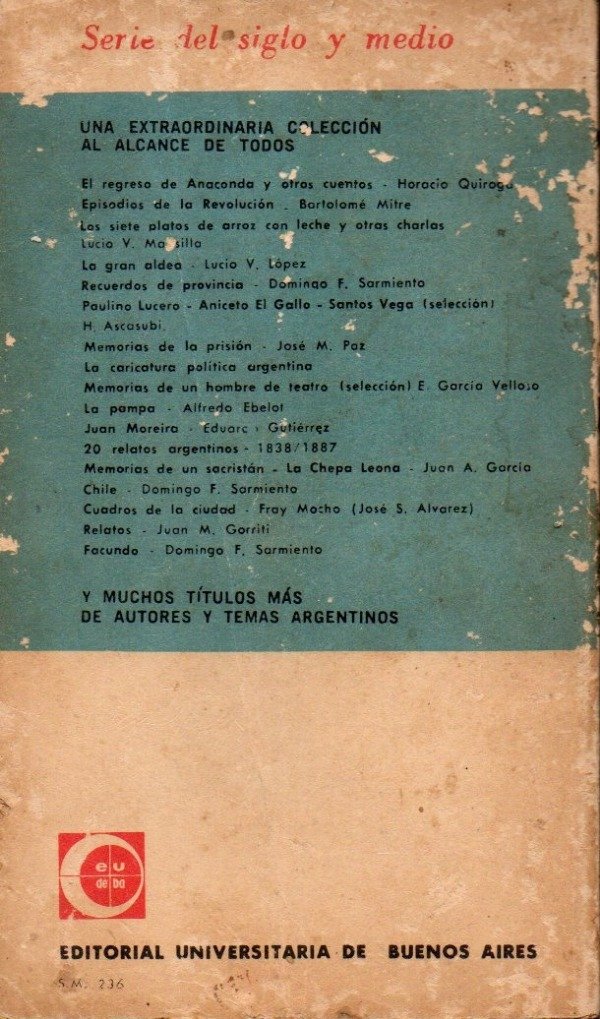 Serie del siglo y medio
UNA EXTRAORDINARIA COLECCIÓN
AL ALCANCE DE TODOS
El regreso de Anaconda y otros cuentos - Horacio Quiroga
Episodios de la Revolución - Bartolomé Mitre
Los siete platos de arroz con leche y otras charlas
Lucio V. Mansilla
La gran aldea - Lucio V. López
Recuerdos de provincia - Domingo F. Sarmiento
Paulino Lucero - Aniceto El Gallo - Santos Vega (selección)
H. Ascasubi.
Memorias de la prisión - José M. Paz
La caricatura política argentina
Memorias de un hombre de teatro (selección) E. García Velloso
La pampa - Alfredo Ebelot
Juan Moreira - Eduardo Gutiérrez
20 relatos argentinos - 1838/1887
Memorias de un sacristán - La Chepa Leona - Juan A. García
Chile - Domingo F. Sarmiento
Cuadros de la ciudad - Fray Mocho (José S. Alvarez)
Relatos - Juan M. Gorriti
Facundo - Domingo F. Sarmiento
Y MUCHOS TÍTULOS MÁS
DE AUTORES Y TEMAS ARGENTINOS
eu
de ba
EDITORIAL UNIVERSITARIA DE BUENOS AIRES
S.M. 236